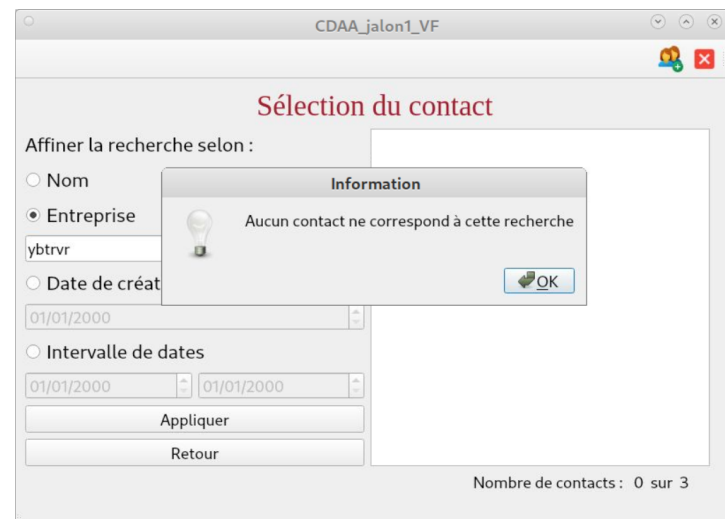 CDAA_jalon1_VF
Sélection du contact
Affiner la recherche selon :
Nom
Entreprise
ybtrvr
Information
Aucun contact ne correspond à cette recherche
OK
Date de créat
01/01/2000
Intervalle de dates
01/01/2000 01/01/2000
Appliquer
Retour
Nombre de contacts : 0 sur 3